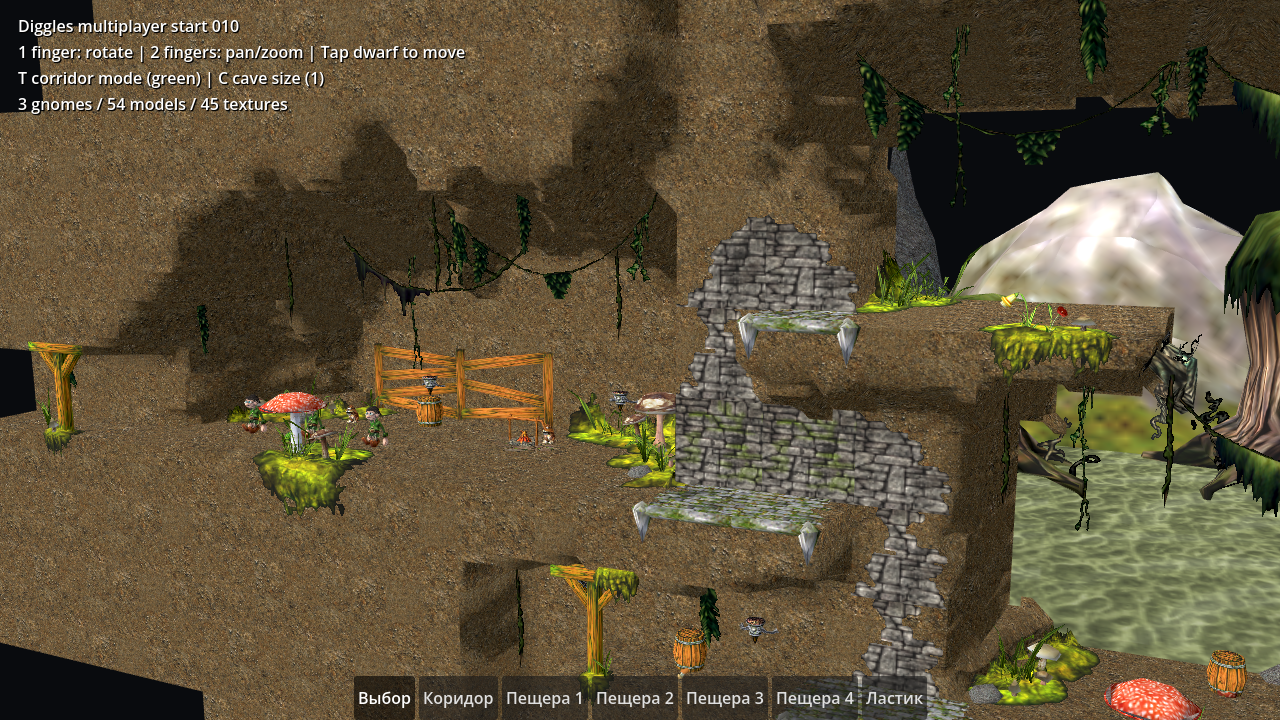 Diggles multiplayer start 010
1 finger: rotate | 2 fingers: pan/zoom | Tap dwarf to move
T corridor mode (green) | C cave size (1)
3 gnomes / 54 models / 45 textures
Выбор Коридор Пещера 1 Пещера 2 Пещера 3 Пещера 4 Ластик